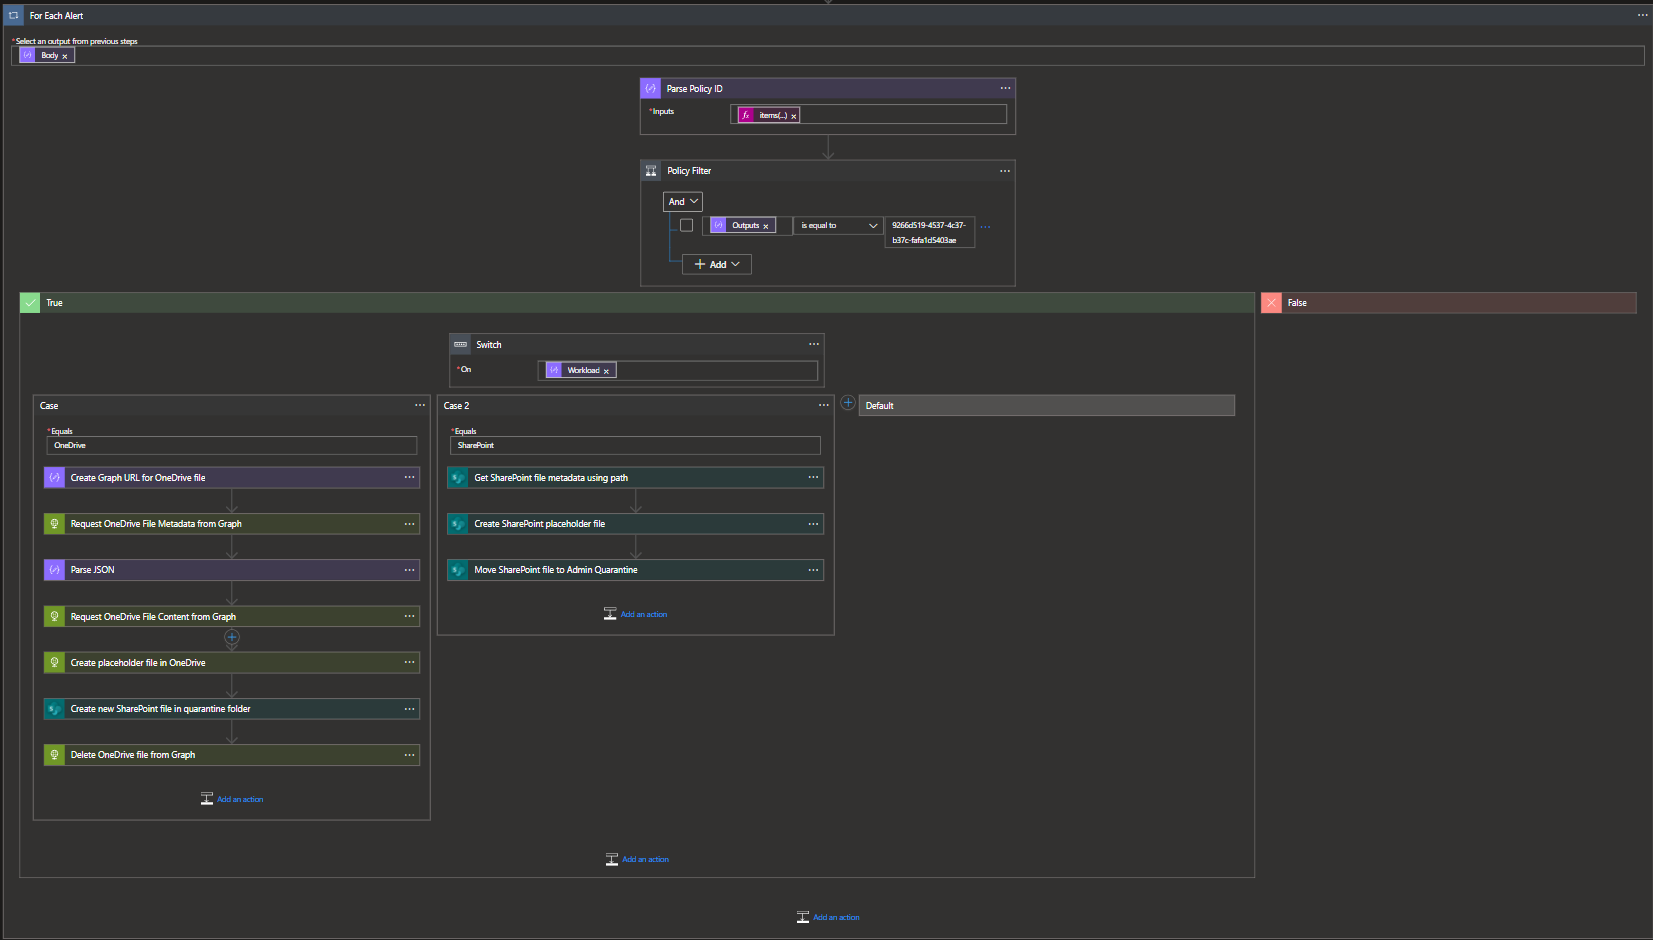 For Each Alert
*Select an output from previous steps
Body ×
Parse Policy ID
*Inputs
fx items(...) ×
Policy Filter
And
Outputs ×
is equal to
9266d519-4537-4c37-
b37c-fafa1d5403ae
Add
True
False
Switch
*On
Workload ×
Case
*Equals
OneDrive
Create Graph URL for OneDrive file
Request OneDrive File Metadata from Graph
Parse JSON
Request OneDrive File Content from Graph
Create placeholder file in OneDrive
Create new SharePoint file in quarantine folder
Delete OneDrive file from Graph
Add an action
Case 2
*Equals
SharePoint
Get SharePoint file metadata using path
Create SharePoint placeholder file
Move SharePoint file to Admin Quarantine
Add an action
Default
Add an action
Add an action